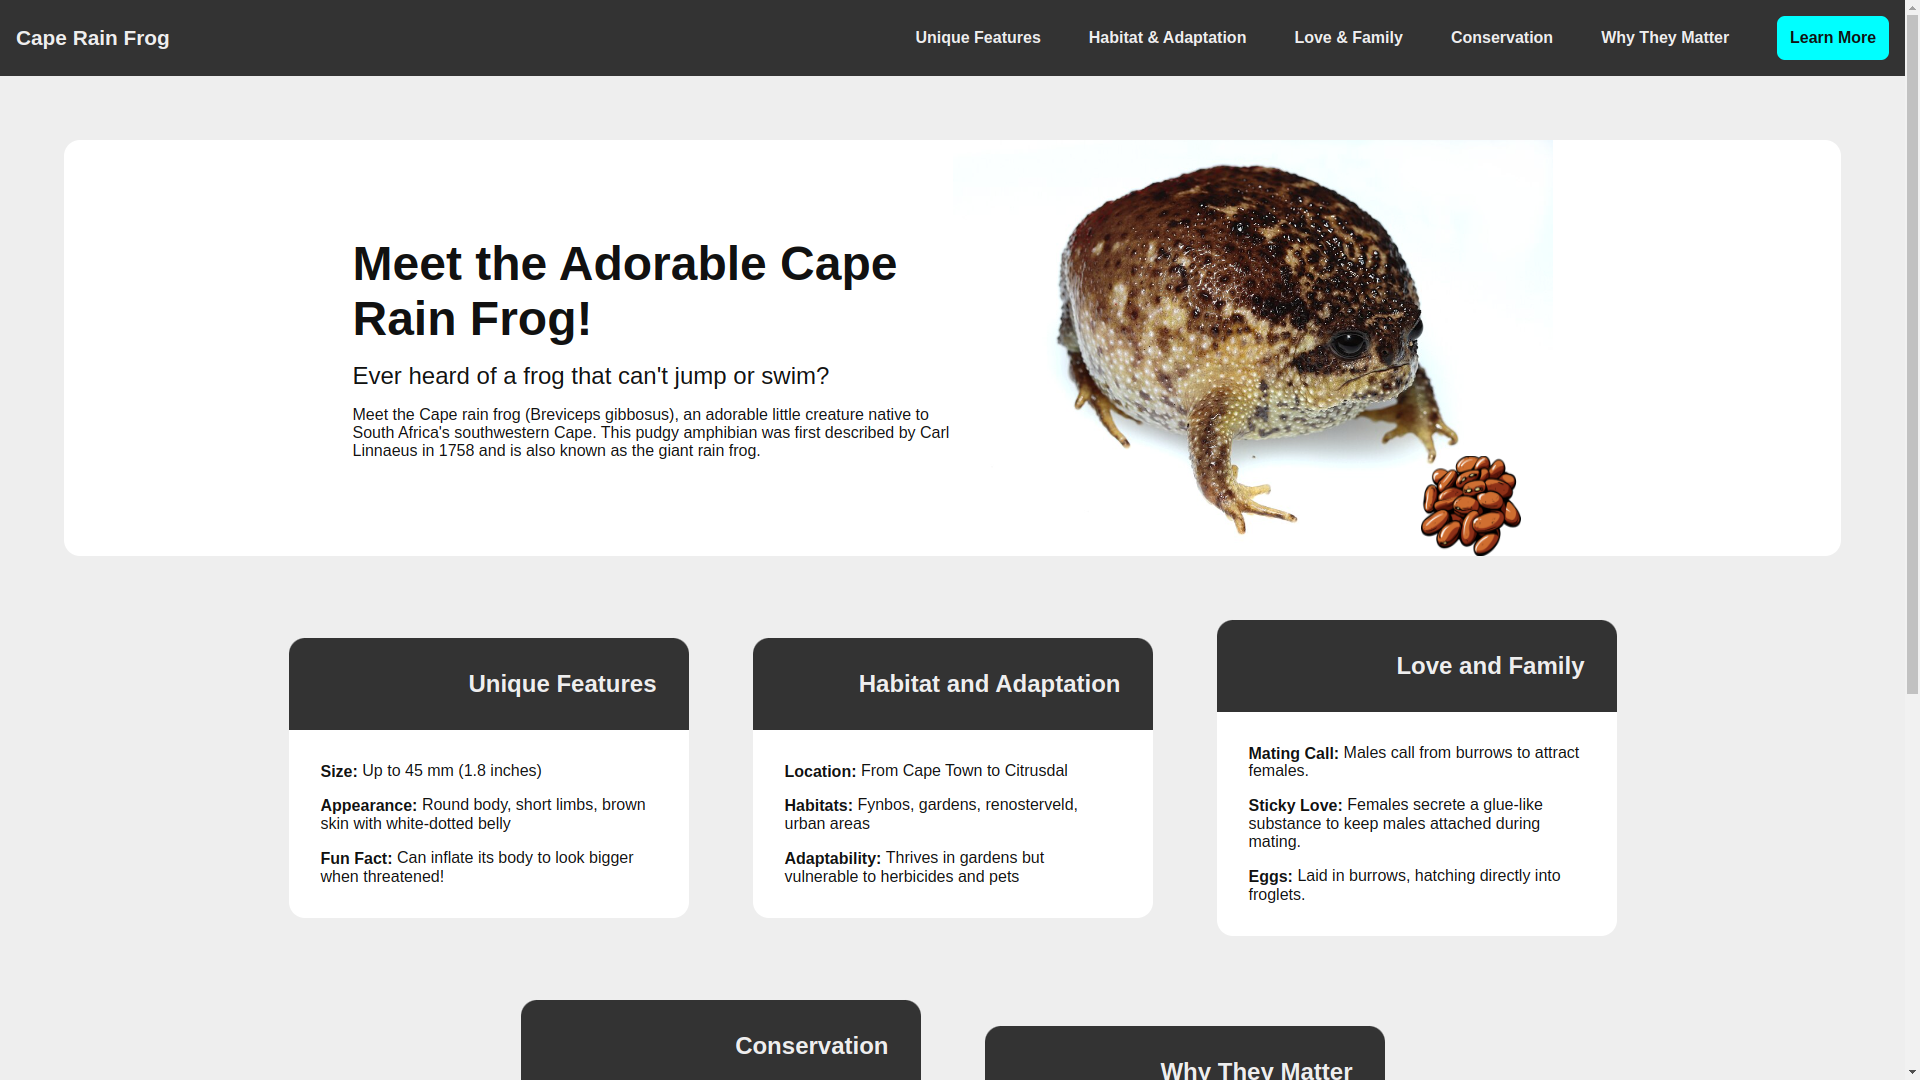 Cape Rain Frog
Unique Features
Habitat & Adaptation
Love & Family
Conservation
Why They Matter
Learn More
Meet the Adorable Cape
Rain Frog!
Ever heard of a frog that can't jump or swim?
Meet the Cape rain frog (Breviceps gibbosus), an adorable little creature native to
South Africa's southwestern Cape. This pudgy amphibian was first described by Carl
Linnaeus in 1758 and is also known as the giant rain frog.
Unique Features
Size: Up to 45 mm (1.8 inches)
Appearance: Round body, short limbs, brown
skin with white-dotted belly
Fun Fact: Can inflate its body to look bigger
when threatened!
Habitat and Adaptation
Location: From Cape Town to Citrusdal
Habitats: Fynbos, gardens, renosterveld,
urban areas
Adaptability: Thrives in gardens but
vulnerable to herbicides and pets
Love and Family
Mating Call: Males call from burrows to attract
females.
Sticky Love: Females secrete a glue-like
substance to keep males attached during
mating.
Eggs: Laid in burrows, hatching directly into
froglets.
Conservation
Why They Matter